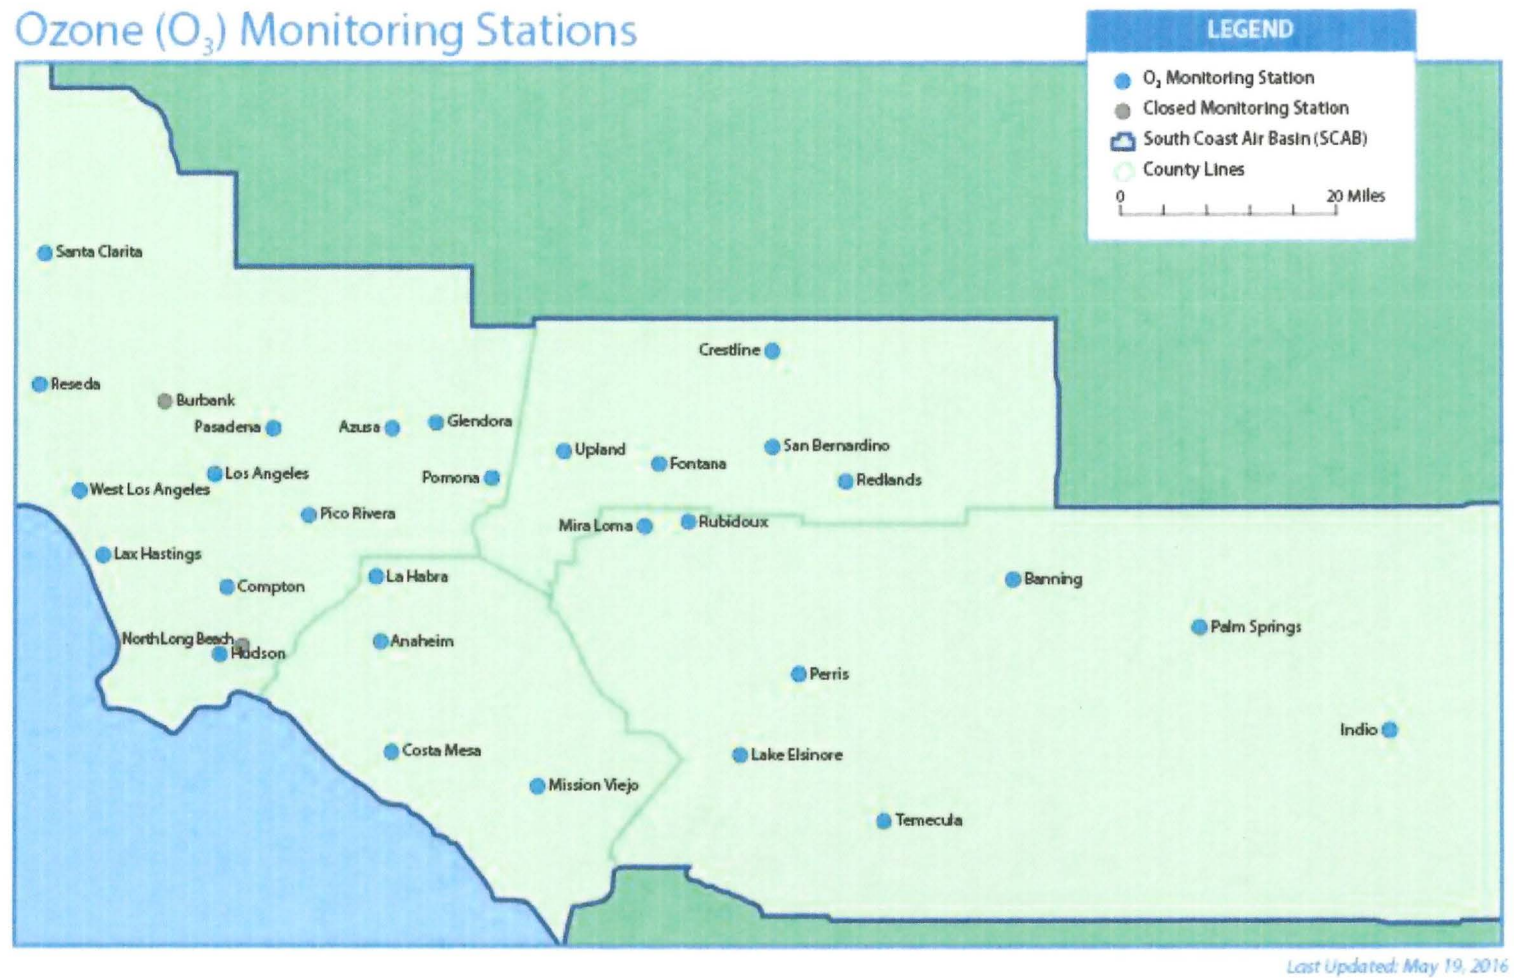 Ozone (O₃) Monitoring Stations
LEGEND
O₃ Monitoring Station
Closed Monitoring Station
South Coast Air Basin (SCAB)
County Lines
0 20 Miles
Santa Clarita
Crestline
Reseda
Burbank
Pasadena
Azusa
Glendora
Upland
San Bernardino
Fontana
Los Angeles
Pomona
Redlands
West Los Angeles
Pico Rivera
Mira Loma
Rubidoux
Lax Hastings
La Habra
Banning
Compton
Palm Springs
North Long Beach
Anaheim
Hudson
Perris
Indio
Costa Mesa
Lake Elsinore
Mission Viejo
Temecula
Last Updated: May 19, 2016